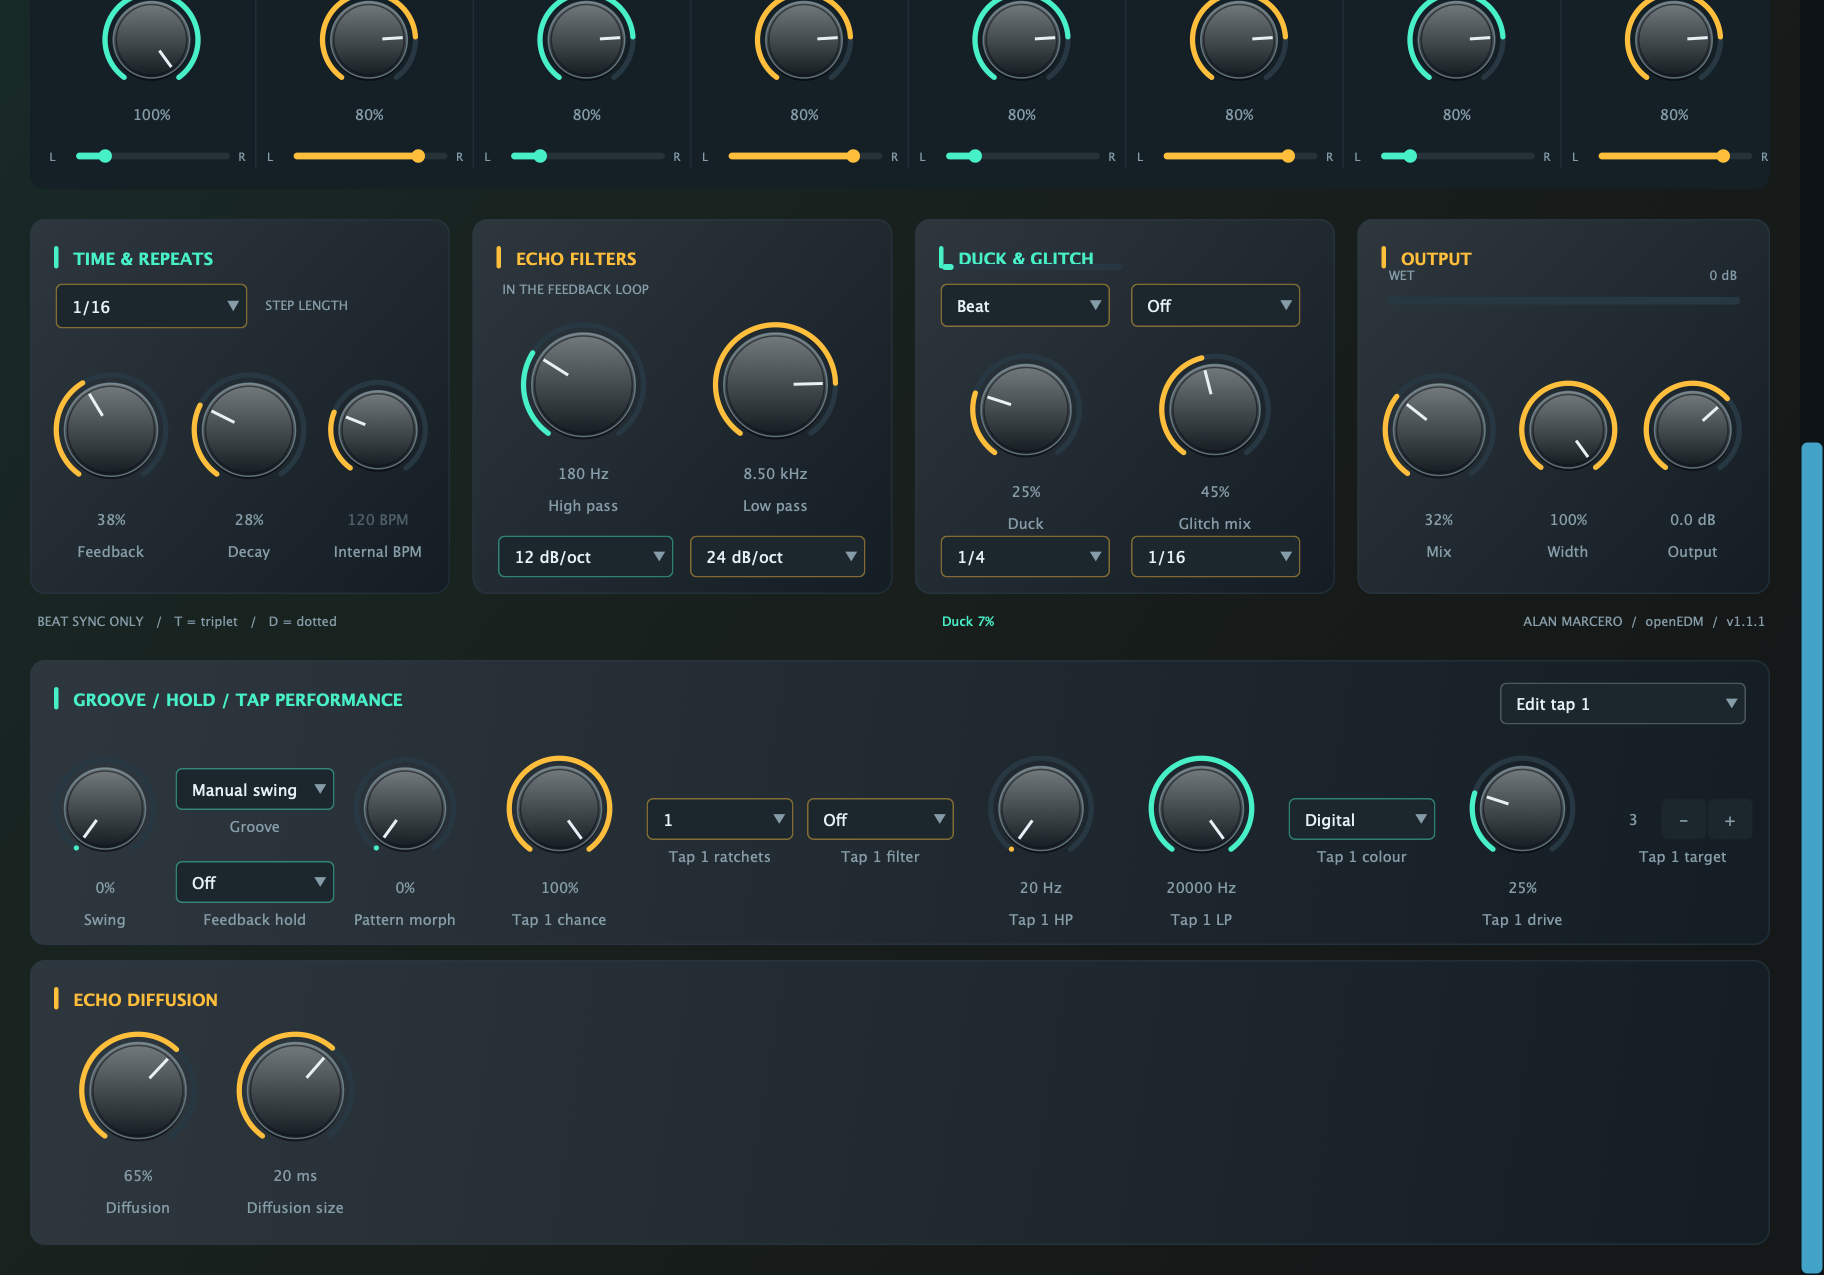 100% 80% 80% 80% 80% 80% 80% 80%
L R L R L R L R L R L R L R L R
TIME & REPEATS
1/16 STEP LENGTH
38% 28% 120 BPM
Feedback Decay Internal BPM
ECHO FILTERS
IN THE FEEDBACK LOOP
180 Hz 8.50 kHz
High pass Low pass
12 dB/oct 24 dB/oct
DUCK & GLITCH
Beat Off
25% 45%
Duck Glitch mix
1/4 1/16
OUTPUT
WET 0 dB
32% 100% 0.0 dB
Mix Width Output
BEAT SYNC ONLY / T = triplet / D = dotted
Duck 7%
ALAN MARCERO / openEDM / v1.1.1
GROOVE / HOLD / TAP PERFORMANCE
Edit tap 1
Manual swing
Groove
Off
Feedback hold
0%
Swing
0%
Pattern morph
100%
Tap 1 chance
1
Tap 1 ratchets
Off
Tap 1 filter
20 Hz
Tap 1 HP
20000 Hz
Tap 1 LP
Digital
Tap 1 colour
25%
Tap 1 drive
3 - +
Tap 1 target
ECHO DIFFUSION
65% 20 ms
Diffusion Diffusion size